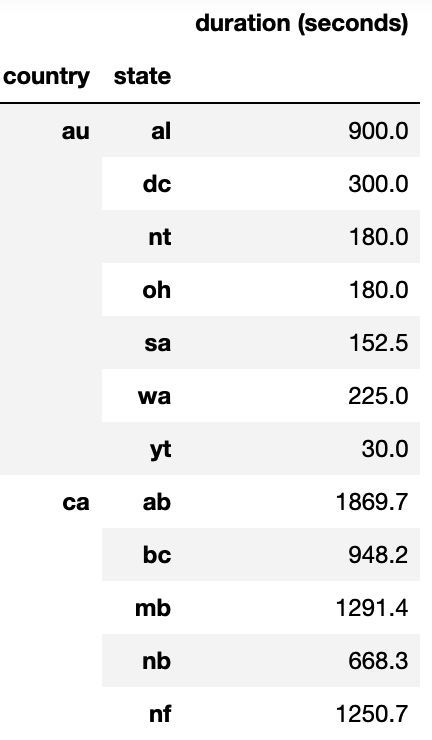 duration (seconds)
country state
au al 900.0
dc 300.0
nt 180.0
oh 180.0
sa 152.5
wa 225.0
yt 30.0
ca ab 1869.7
bc 948.2
mb 1291.4
nb 668.3
nf 1250.7